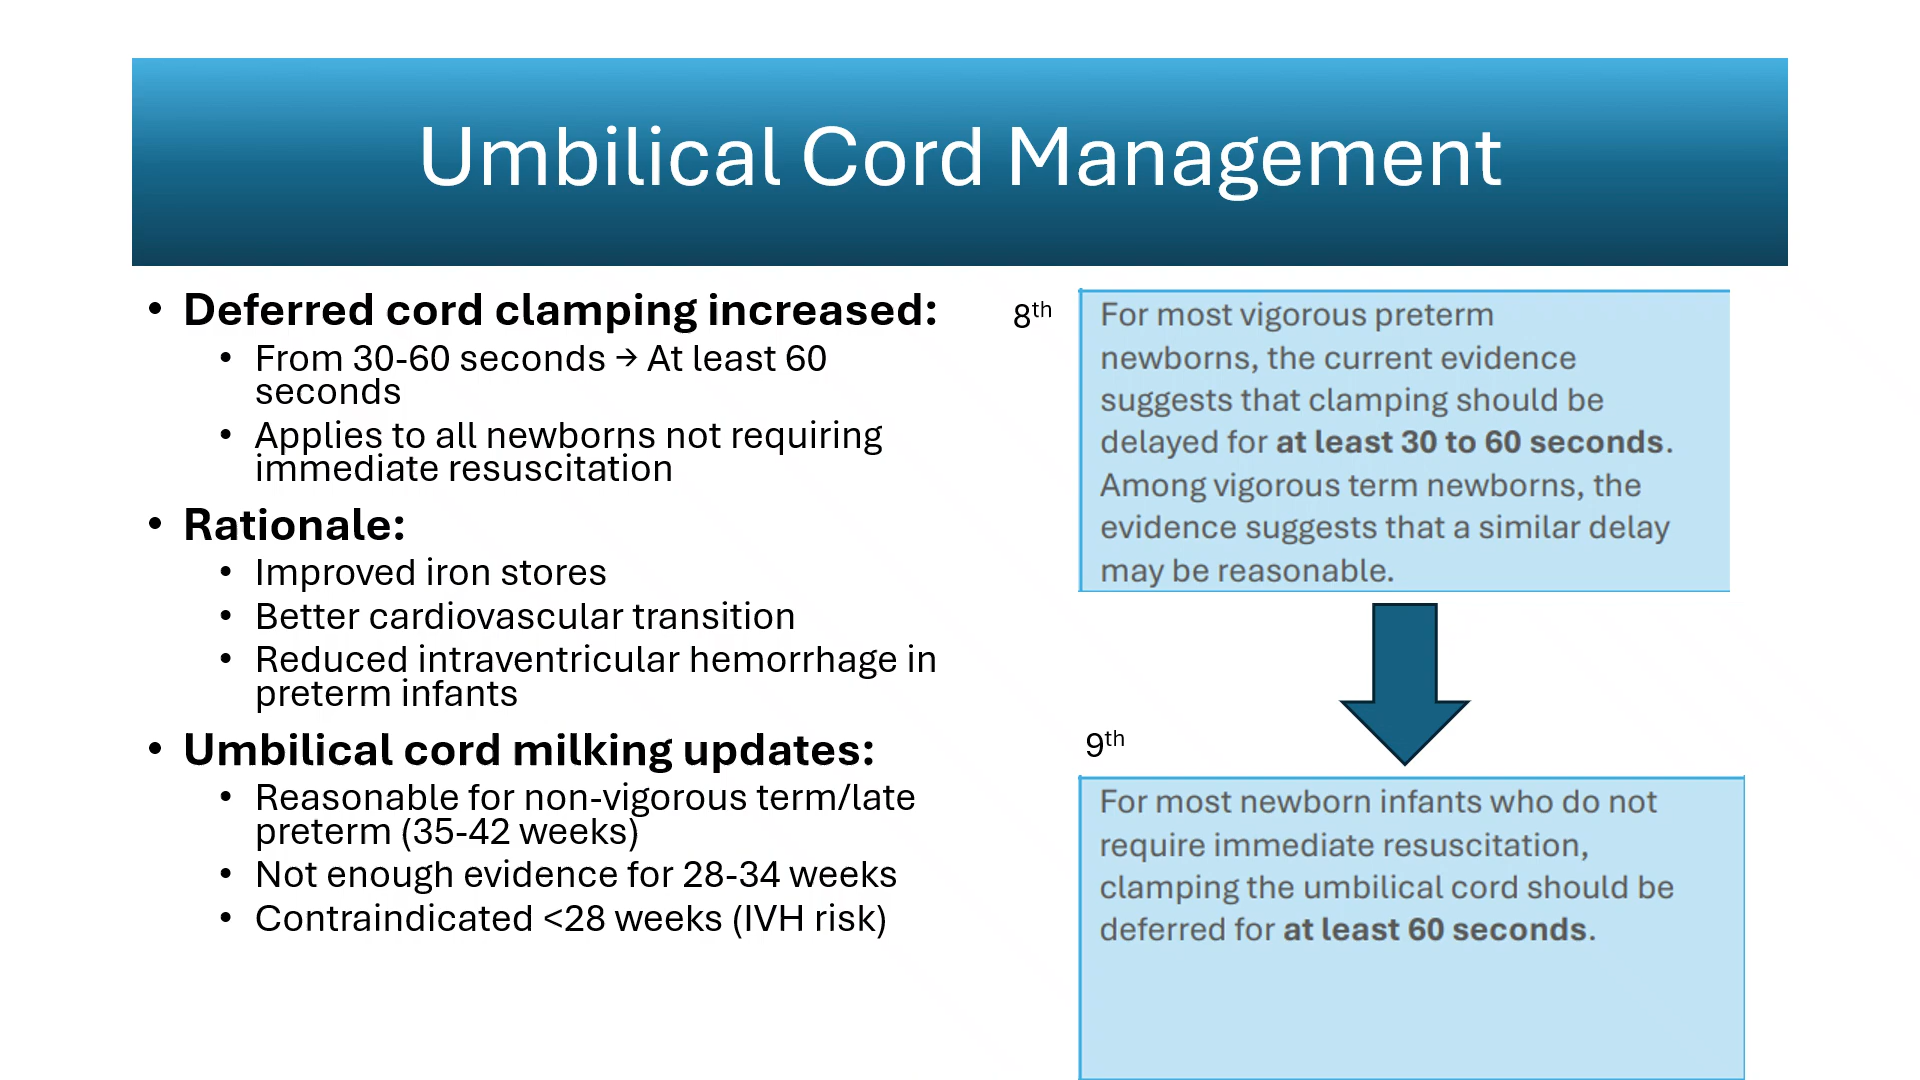 Umbilical Cord Management
• Deferred cord clamping increased:
• From 30-60 seconds → At least 60
seconds
• Applies to all newborns not requiring
immediate resuscitation
• Rationale:
• Improved iron stores
• Better cardiovascular transition
• Reduced intraventricular hemorrhage in
preterm infants
• Umbilical cord milking updates:
• Reasonable for non-vigorous term/late
preterm (35-42 weeks)
• Not enough evidence for 28-34 weeks
• Contraindicated <28 weeks (IVH risk)
8th
For most vigorous preterm
newborns, the current evidence
suggests that clamping should be
delayed for at least 30 to 60 seconds.
Among vigorous term newborns, the
evidence suggests that a similar delay
may be reasonable.
9th
For most newborn infants who do not
require immediate resuscitation,
clamping the umbilical cord should be
deferred for at least 60 seconds.